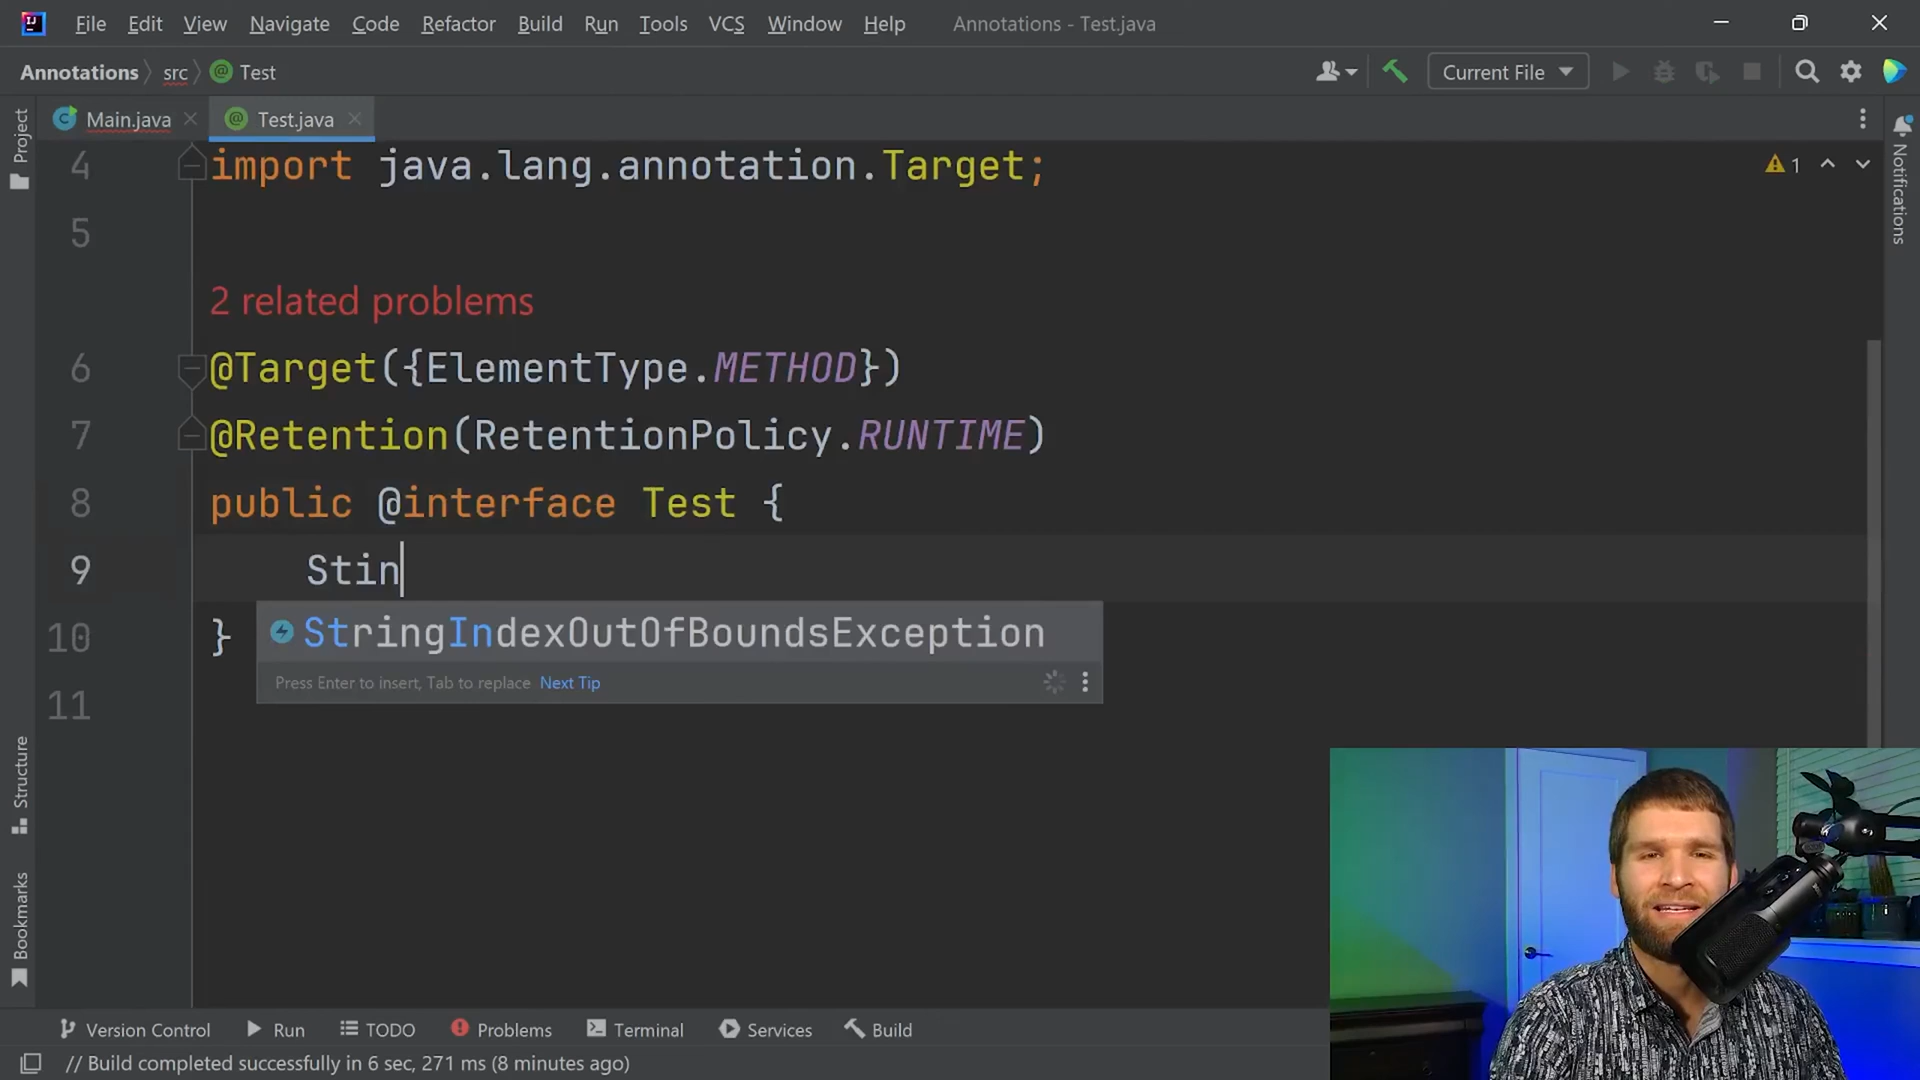 File Edit View Navigate Code Refactor Build Run Tools VCS Window Help Annotations - Test.java
Annotations src Test Current File
Main.java Test.java
Project
Notifications
4 import java.lang.annotation.Target;
1
5
2 related problems
6 @Target({ElementType.METHOD})
7 @Retention(RetentionPolicy.RUNTIME)
8 public @interface Test {
9 Stin
StringIndexOutOfBoundsException
10 }
Press Enter to insert, Tab to replace Next Tip
11
Structure
Bookmarks
Version Control Run TODO Problems Terminal Services Build
// Build completed successfully in 6 sec, 271 ms (8 minutes ago)